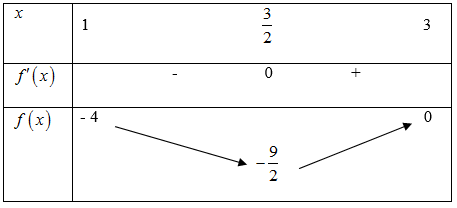 x 1 3/2 3
f'(x) - 0 +
f(x) - 4 -9/2 0